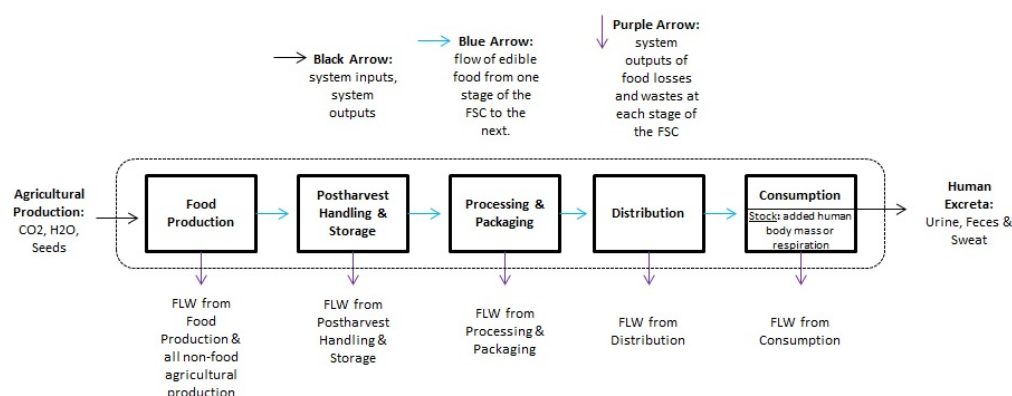 Black Arrow:
system inputs,
system
outputs
Blue Arrow:
flow of edible
food from one
stage of the
FSC to the
next.
Purple Arrow:
system
outputs of
food losses
and wastes at
each stage of
the FSC
Agricultural
Production:
CO2, H2O,
Seeds
Food
Production
Postharvest
Handling &
Storage
Processing &
Packaging
Distribution
Consumption
Stock: added human
body mass or
respiration
Human
Excreta:
Urine, Feces &
Sweat
FLW from
Food
Production &
all non-food
agricultural
production
FLW from
Postharvest
Handling &
Storage
FLW from
Processing &
Packaging
FLW from
Distribution
FLW from
Consumption